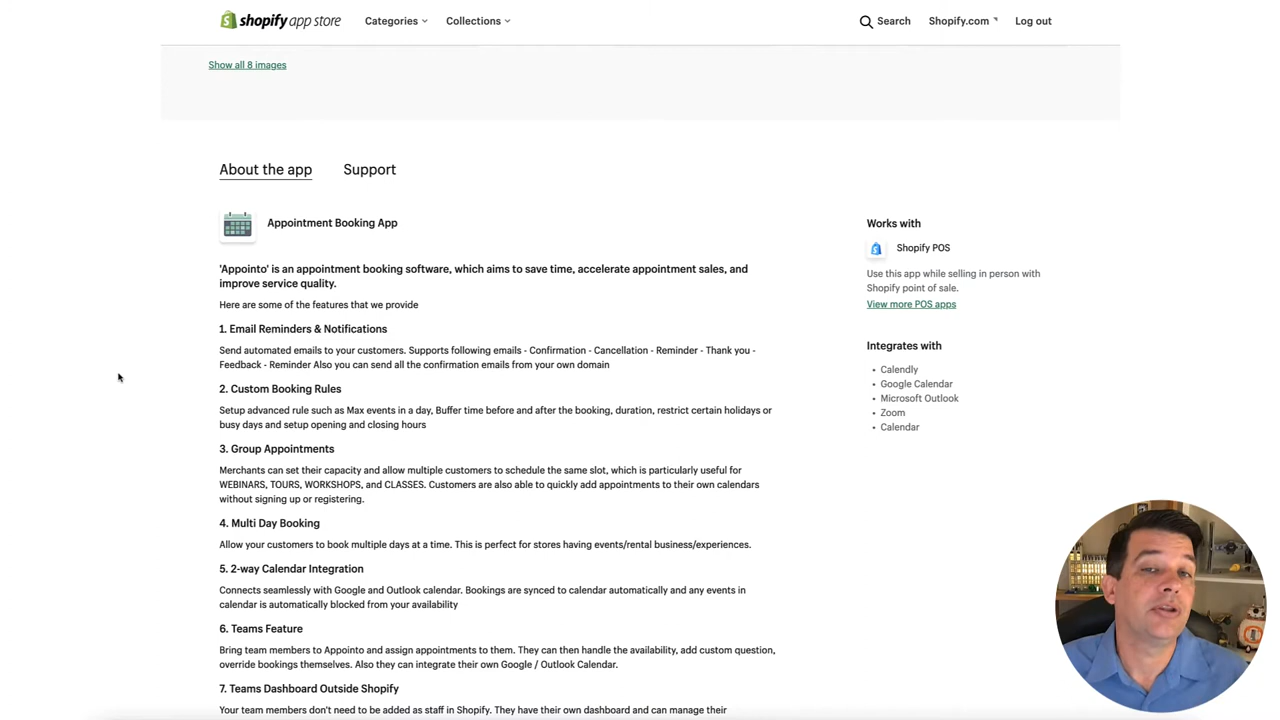 shopify app store Categories Collections Search Shopify.com Log out
Show all 8 images
About the app Support
Appointment Booking App
'Appointo' is an appointment booking software, which aims to save time, accelerate appointment sales, and
improve service quality.
Here are some of the features that we provide
1. Email Reminders & Notifications
Send automated emails to your customers. Supports following emails - Confirmation - Cancellation - Reminder - Thank you -
Feedback - Reminder Also you can send all the confirmation emails from your own domain
2. Custom Booking Rules
Setup advanced rule such as Max events in a day, Buffer time before and after the booking, duration, restrict certain holidays or
busy days and setup opening and closing hours
3. Group Appointments
Merchants can set their capacity and allow multiple customers to schedule the same slot, which is particularly useful for
WEBINARS, TOURS, WORKSHOPS, and CLASSES. Customers are also able to quickly add appointments to their own calendars
without signing up or registering.
4. Multi Day Booking
Allow your customers to book multiple days at a time. This is perfect for stores having events/rental business/experiences.
5. 2-way Calendar Integration
Connects seamlessly with Google and Outlook calendar. Bookings are synced to calendar automatically and any events in
calendar is automatically blocked from your availability
6. Teams Feature
Bring team members to Appointo and assign appointments to them. They can then handle the availability, add custom question,
override bookings themselves. Also they can integrate their own Google / Outlook Calendar.
7. Teams Dashboard Outside Shopify
Your team members don't need to be added as staff in Shopify. They have their own dashboard and can manage their
Works with
Shopify POS
Use this app while selling in person with
Shopify point of sale.
View more POS apps
Integrates with
• Calendly
• Google Calendar
• Microsoft Outlook
• Zoom
• Calendar